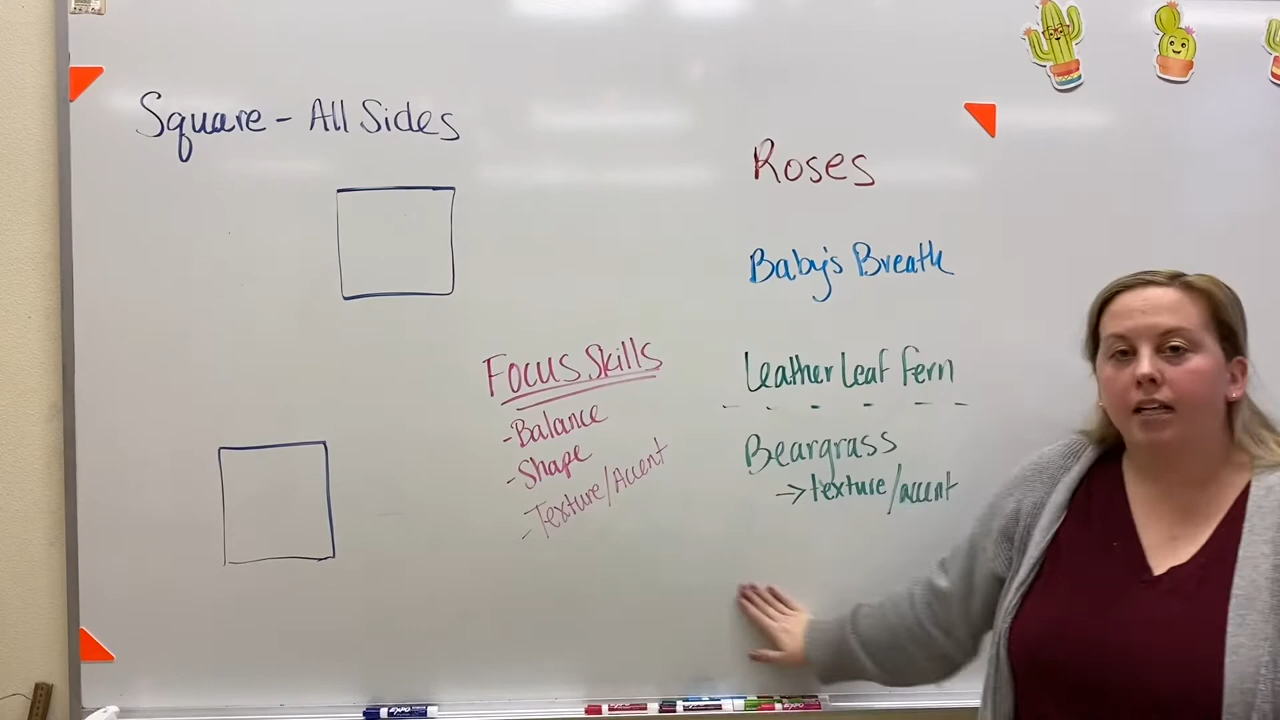 Square - All Sides
Roses
Baby's Breath
Leather Leaf Fern
Beargrass
→ texture/accent
Focus Skills
- Balance
- Shape
- Texture/Accent